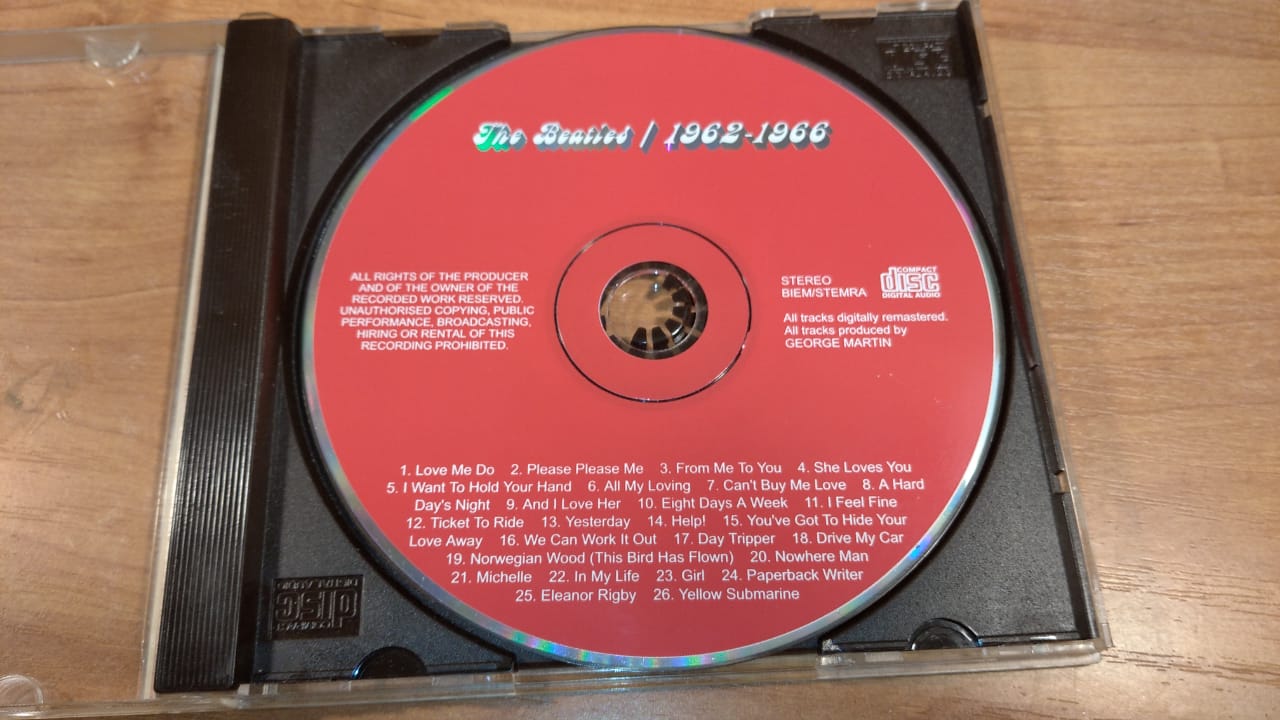 The Beatles / 1962-1966
ALL RIGHTS OF THE PRODUCER
AND OF THE OWNER OF THE
RECORDED WORK RESERVED.
UNAUTHORISED COPYING, PUBLIC
PERFORMANCE, BROADCASTING,
HIRING OR RENTAL OF THIS
RECORDING PROHIBITED.
STEREO
BIEM/STEMRA
COMPACT
disc
DIGITAL AUDIO
All tracks digitally remastered.
All tracks produced by
GEORGE MARTIN
1. Love Me Do 2. Please Please Me 3. From Me To You 4. She Loves You
5. I Want To Hold Your Hand 6. All My Loving 7. Can't Buy Me Love 8. A Hard
Day's Night 9. And I Love Her 10. Eight Days A Week 11. I Feel Fine
12. Ticket To Ride 13. Yesterday 14. Help! 15. You've Got To Hide Your
Love Away 16. We Can Work It Out 17. Day Tripper 18. Drive My Car
19. Norwegian Wood (This Bird Has Flown) 20. Nowhere Man
21. Michelle 22. In My Life 23. Girl 24. Paperback Writer
25. Eleanor Rigby 26. Yellow Submarine
COMPACT
disc
DIGITAL AUDIO